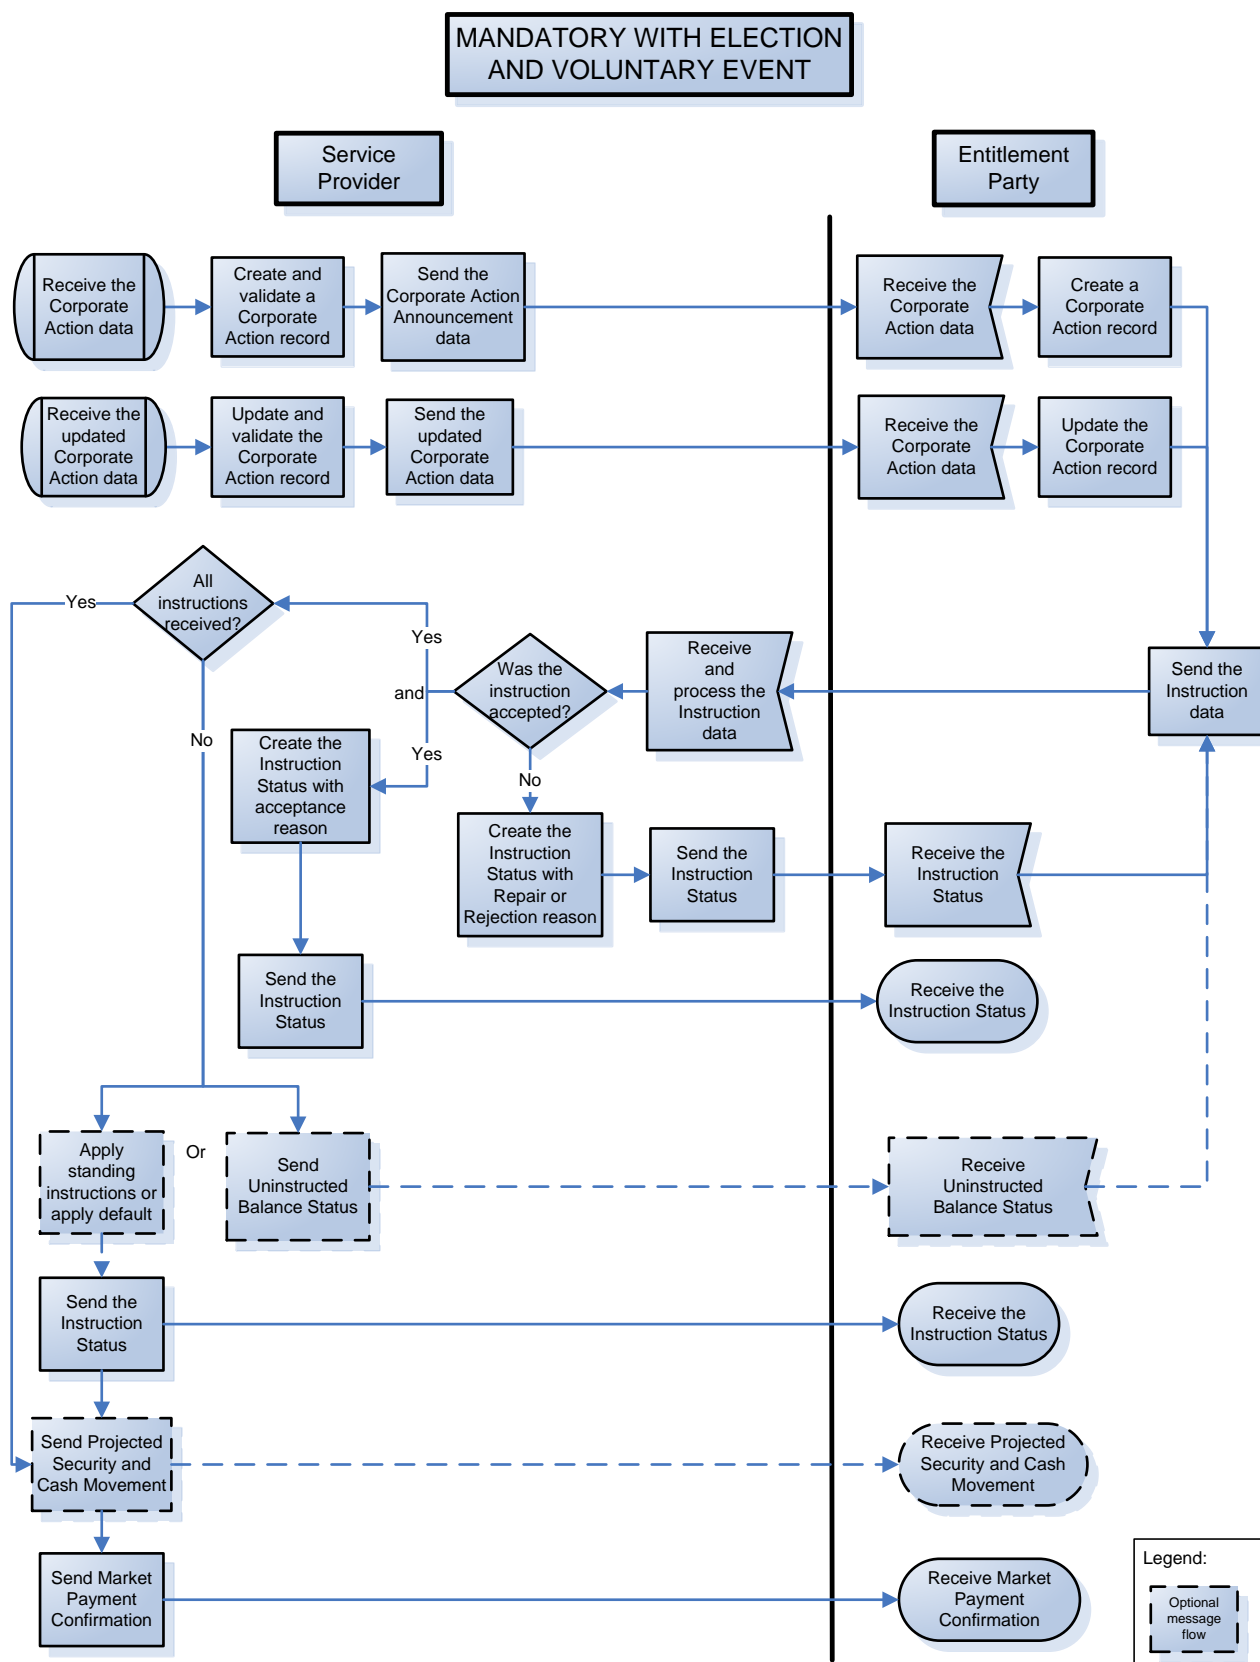 MANDATORY WITH ELECTION
AND VOLUNTARY EVENT
Service
Provider
Entitlement
Party
Receive the
Corporate
Action data
Create and
validate a
Corporate
Action record
Send the
Corporate Action
Announcement
data
Receive the
Corporate
Action data
Create a
Corporate
Action record
Receive the
updated
Corporate
Action data
Update and
validate the
Corporate
Action record
Send the
updated
Corporate
Action data
Receive the
Corporate
Action data
Update the
Corporate
Action record
All
instructions
received?
Yes
Yes
and
Yes
No
Was the
instruction
accepted?
No
Receive
and
process the
Instruction
data
Send the
Instruction
data
Create the
Instruction
Status with
acceptance
reason
Create the
Instruction
Status with
Repair or
Rejection reason
Send the
Instruction
Status
Receive the
Instruction
Status
Send the
Instruction
Status
Receive the
Instruction Status
Apply
standing
instructions or
apply default
Or
Send
Uninstructed
Balance Status
Receive
Uninstructed
Balance Status
Send the
Instruction
Status
Receive the
Instruction Status
Send Projected
Security and
Cash Movement
Receive Projected
Security and Cash
Movement
Send Market
Payment
Confirmation
Receive Market
Payment
Confirmation
Legend:
Optional
message
flow